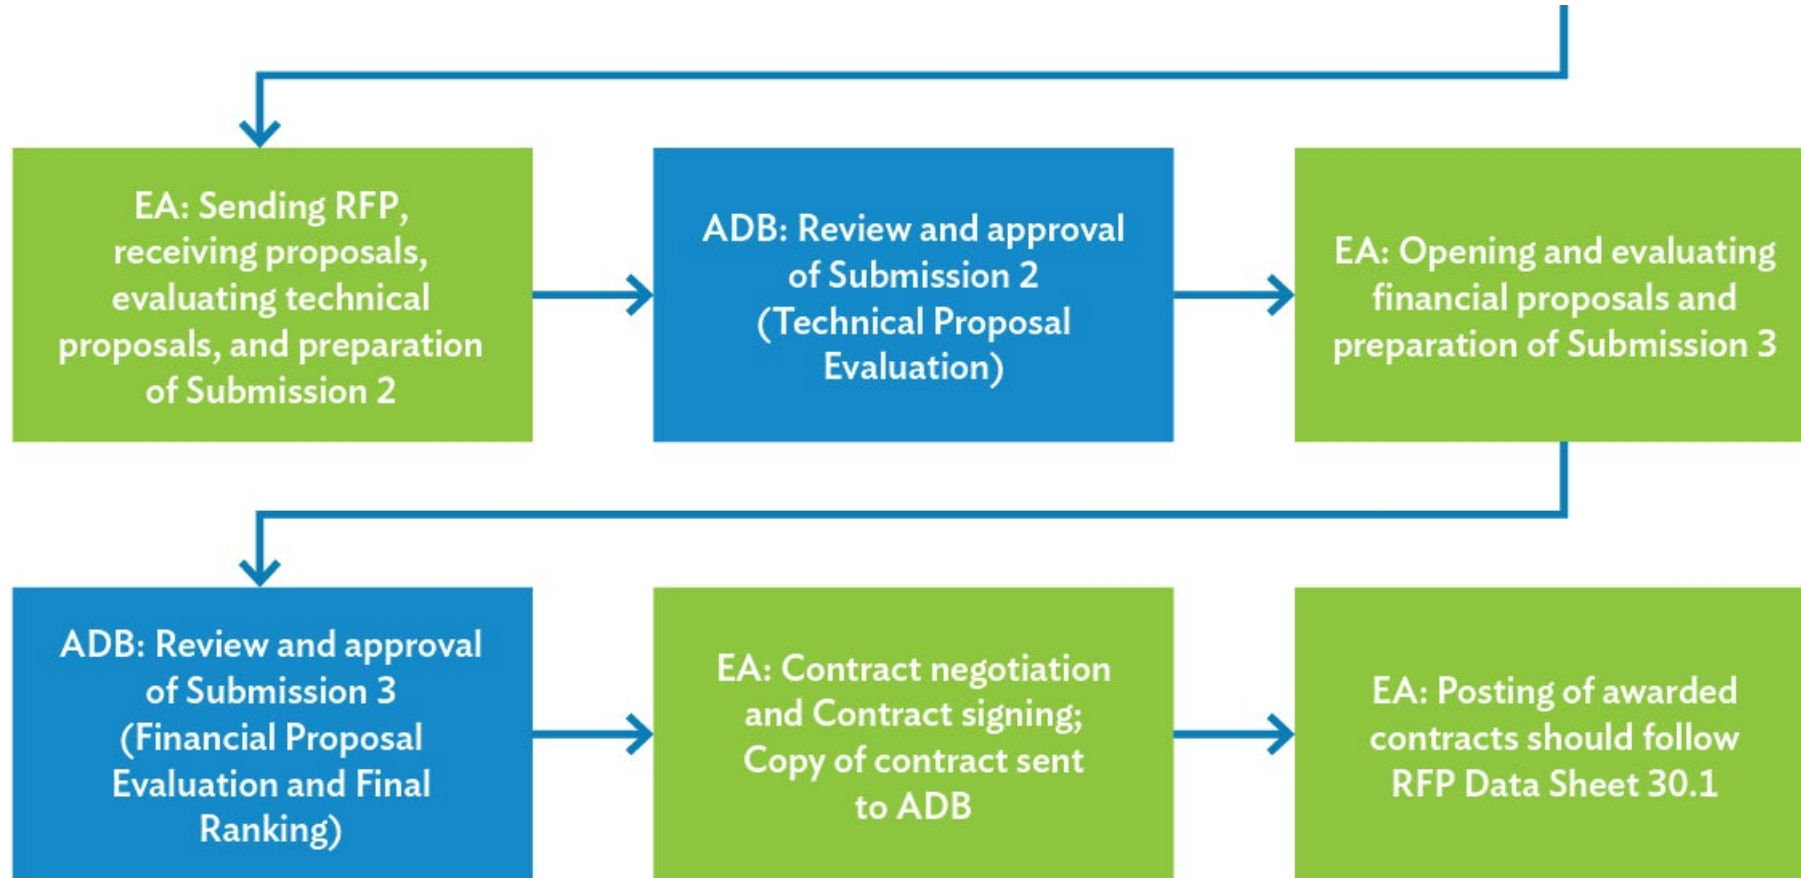 EA: Sending RFP,
receiving proposals,
evaluating technical
proposals, and preparation
of Submission 2
ADB: Review and approval
of Submission 2
(Technical Proposal
Evaluation)
EA: Opening and evaluating
financial proposals and
preparation of Submission 3
ADB: Review and approval
of Submission 3
(Financial Proposal
Evaluation and Final
Ranking)
EA: Contract negotiation
and Contract signing;
Copy of contract sent
to ADB
EA: Posting of awarded
contracts should follow
RFP Data Sheet 30.1